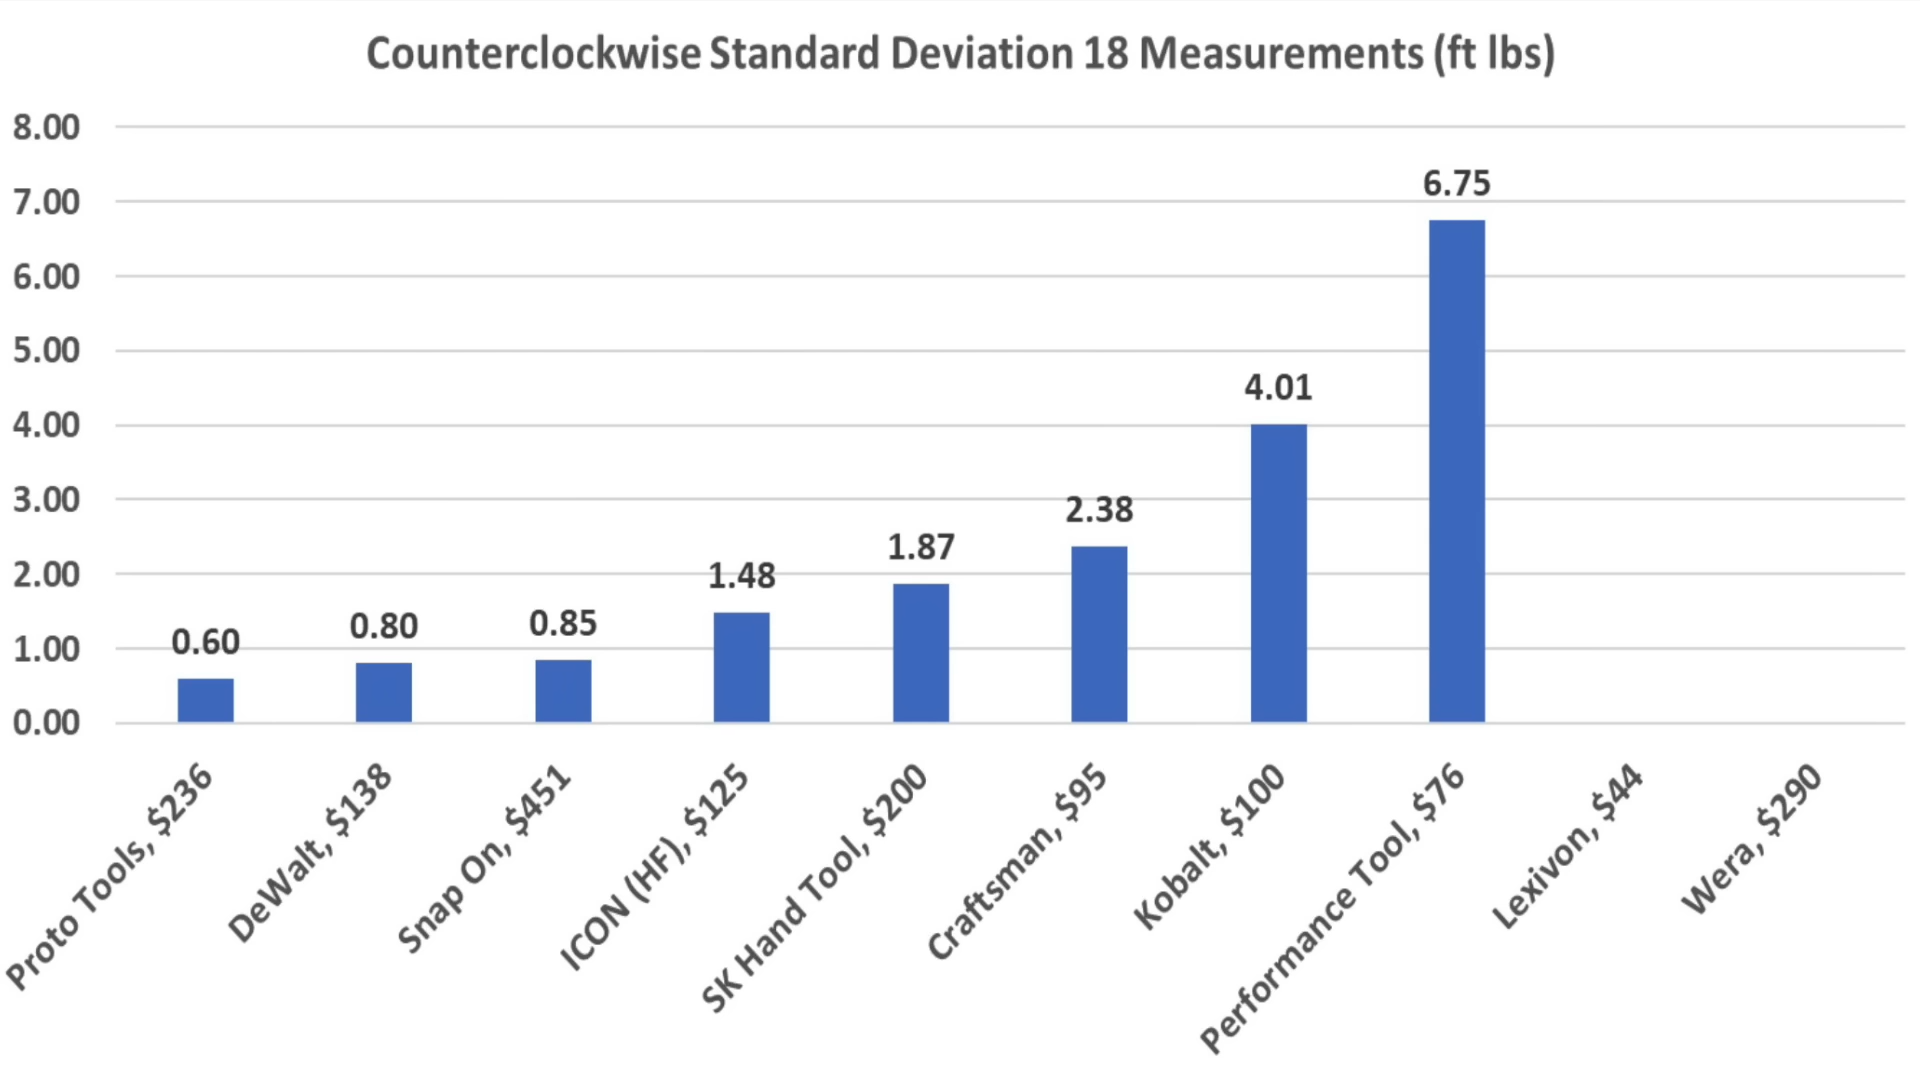 Counterclockwise Standard Deviation 18 Measurements (ft lbs)
8.00
7.00
6.00
5.00
4.00
3.00
2.00
1.00
0.00
0.60
0.80
0.85
1.48
1.87
2.38
4.01
6.75
Proto Tools, $236
DeWalt, $138
Snap On, $451
ICON (HF), $125
SK Hand Tool, $200
Craftsman, $95
Kobalt, $100
Performance Tool, $76
Lexivon, $44
Wera, $290